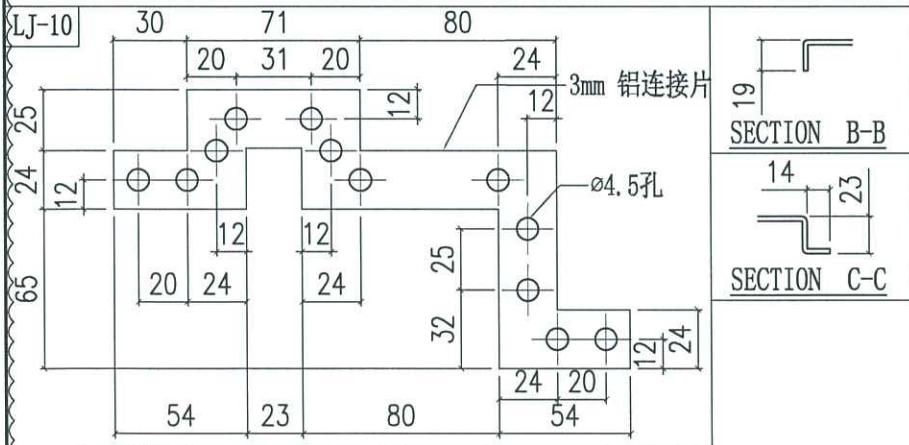 LJ-10
30 71 80
20 31 20 24
12 12
3mm 铝连接片
25
24
12
ø4.5孔
12 12
25
20 24 24
65
32
12 24
24 20
54 23 80 54
19
SECTION B-B
14 23
SECTION C-C